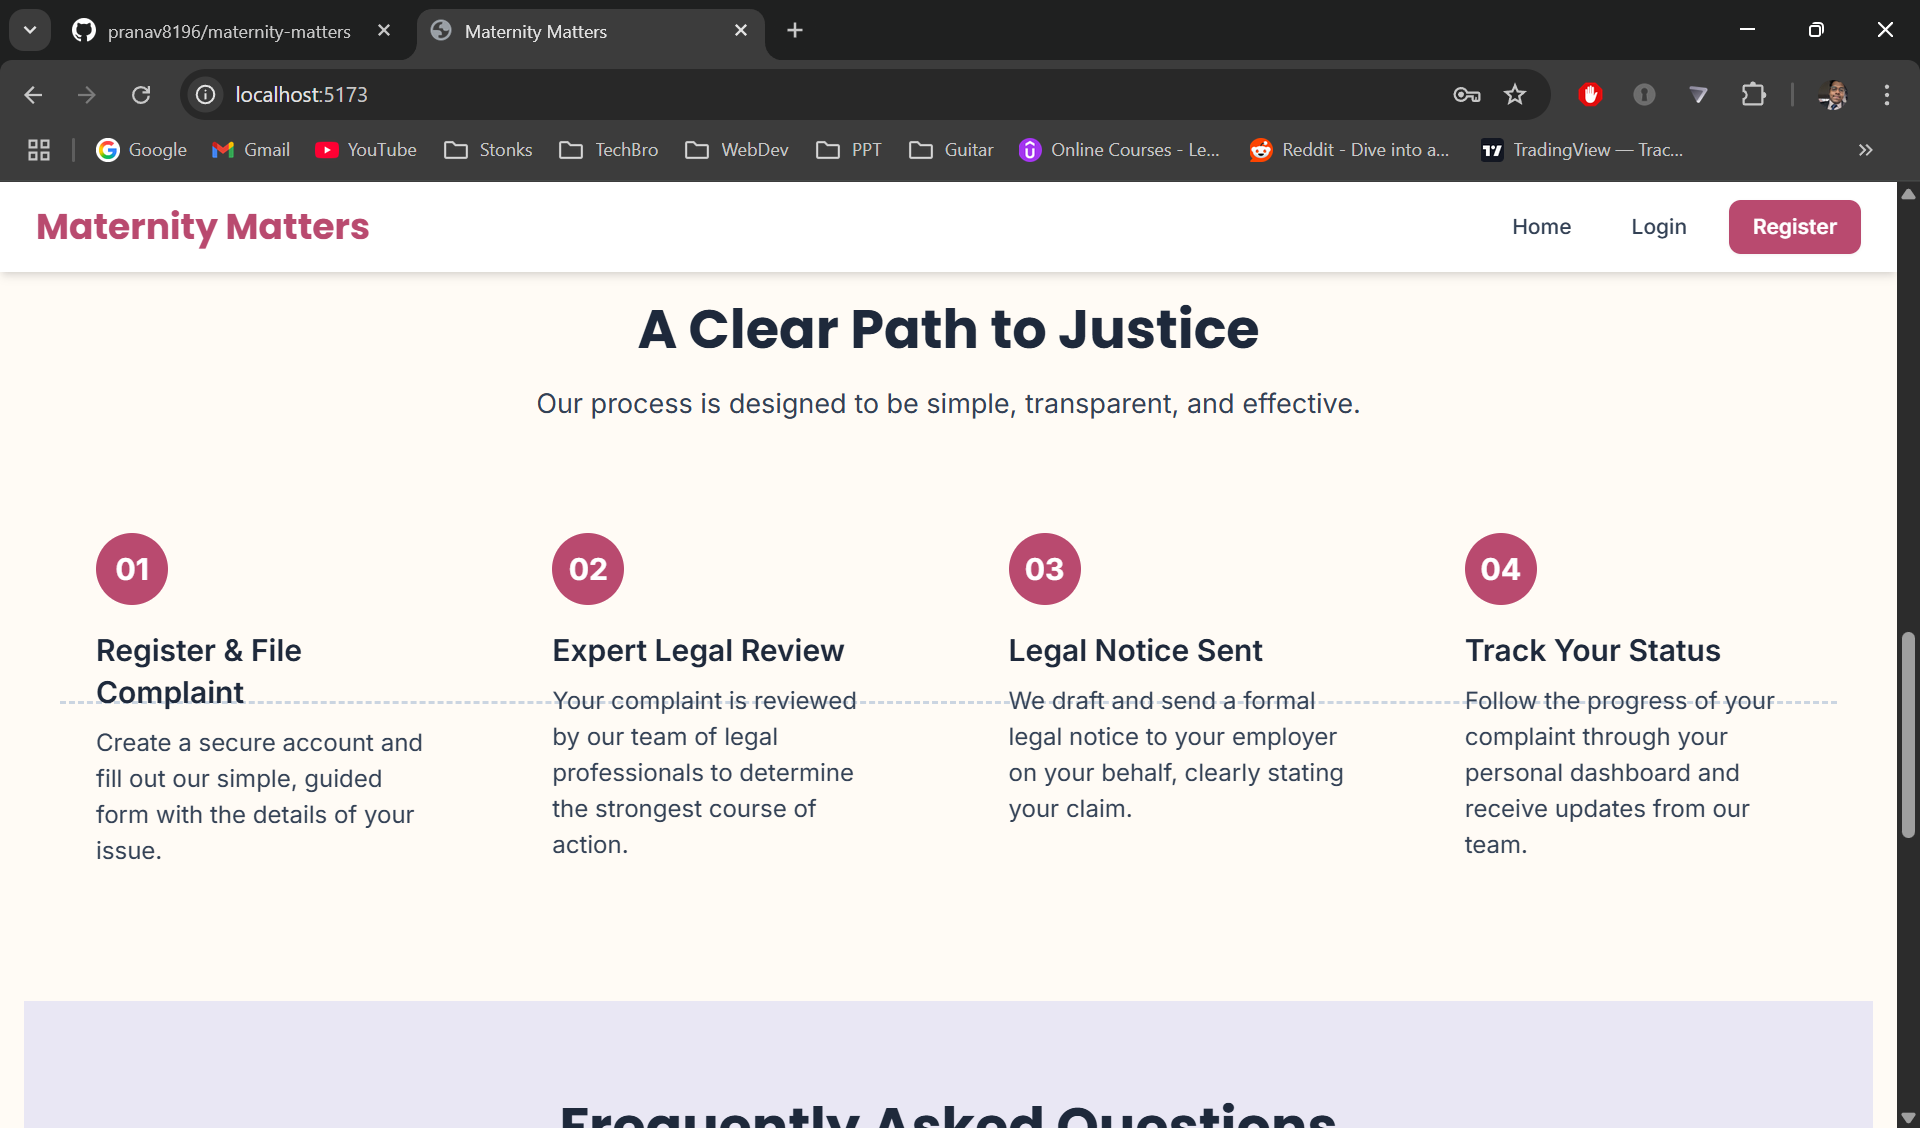 pranav8196/maternity-matters
Maternity Matters
localhost:5173
Google
Gmail
YouTube
Stonks
TechBro
WebDev
PPT
Guitar
Online Courses - Le...
Reddit - Dive into a...
TradingView — Trac...
Maternity Matters
Home
Login
Register
A Clear Path to Justice
Our process is designed to be simple, transparent, and effective.
01
Register & File
Complaint
Create a secure account and
fill out our simple, guided
form with the details of your
issue.
02
Expert Legal Review
Your complaint is reviewed
by our team of legal
professionals to determine
the strongest course of
action.
03
Legal Notice Sent
We draft and send a formal
legal notice to your employer
on your behalf, clearly stating
your claim.
04
Track Your Status
Follow the progress of your
complaint through your
personal dashboard and
receive updates from our
team.
Frequently Asked Questions